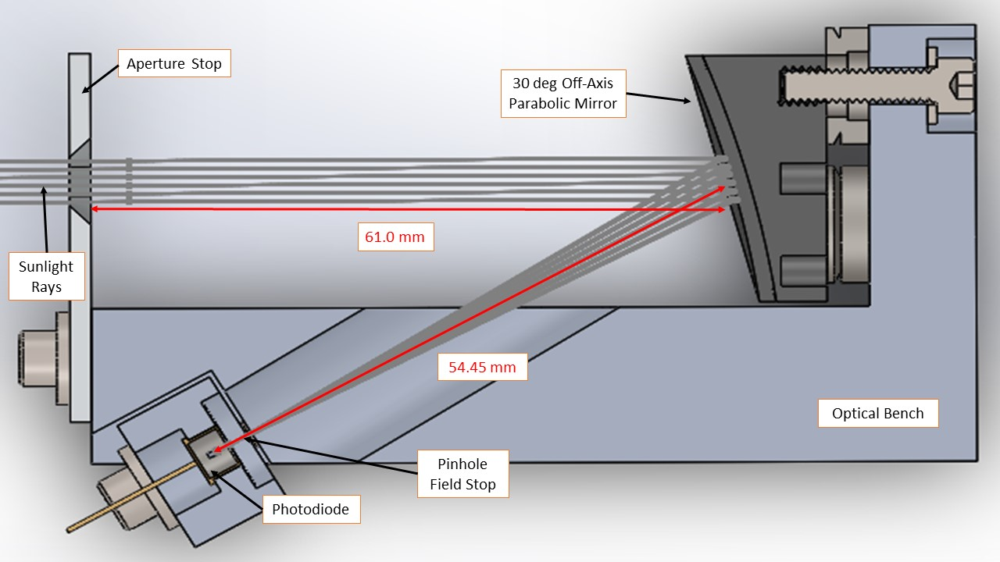 Aperture Stop
30 deg Off-Axis
Parabolic Mirror
61.0 mm
Sunlight
Rays
54.45 mm
Optical Bench
Pinhole
Field Stop
Photodiode